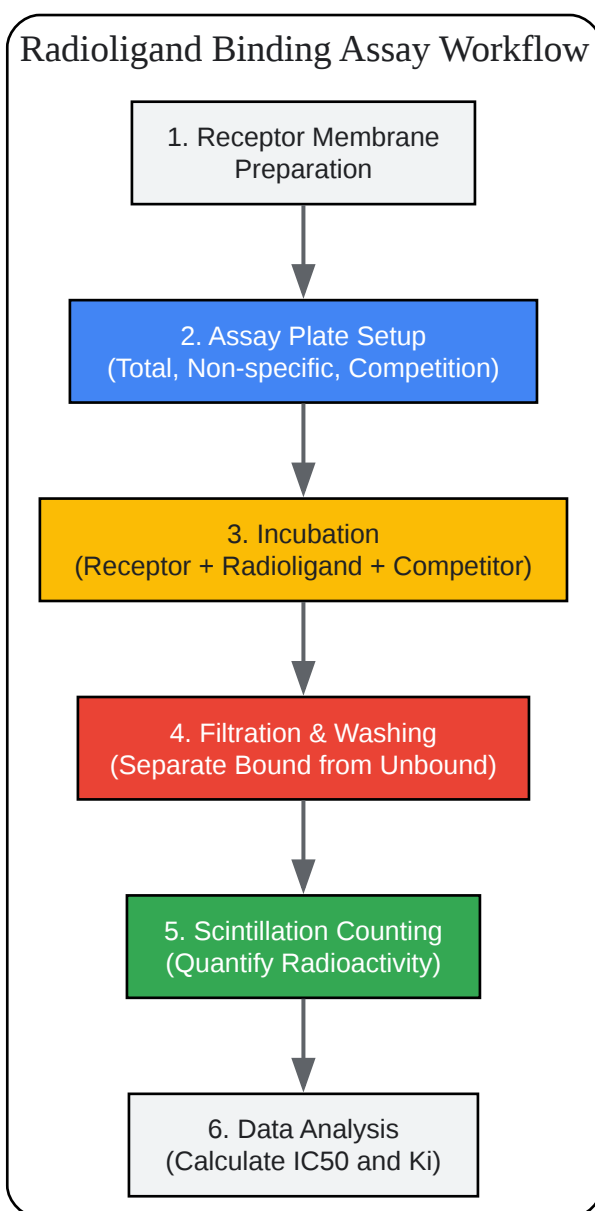 Radioligand Binding Assay Workflow
1. Receptor Membrane
Preparation
2. Assay Plate Setup
(Total, Non-specific, Competition)
3. Incubation
(Receptor + Radioligand + Competitor)
4. Filtration & Washing
(Separate Bound from Unbound)
5. Scintillation Counting
(Quantify Radioactivity)
6. Data Analysis
(Calculate IC50 and Ki)